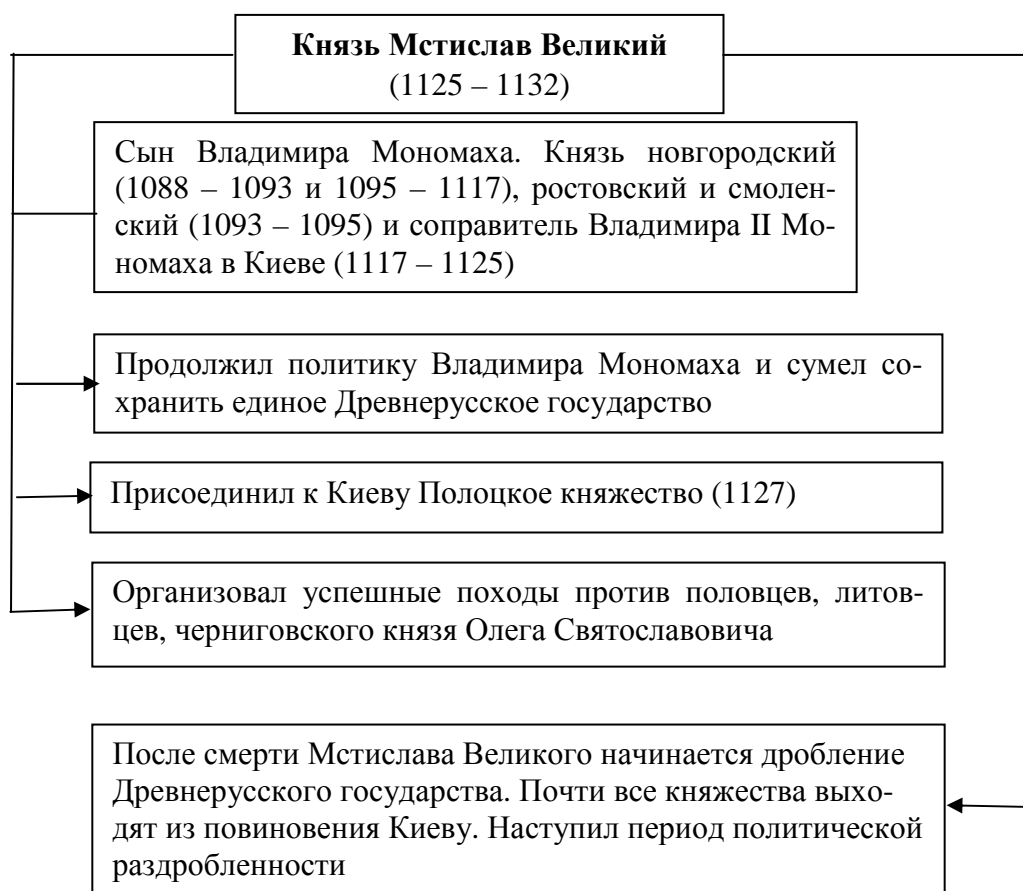 Князь Мстислав Великий
(1125 – 1132)
Сын Владимира Мономаха. Князь новгородский
(1088 – 1093 и 1095 – 1117), ростовский и смолен-
ский (1093 – 1095) и соправитель Владимира II Мо-
номаха в Киеве (1117 – 1125)
Продолжил политику Владимира Мономаха и сумел со-
хранить единое Древнерусское государство
Присоединил к Киеву Полоцкое княжество (1127)
Организовал успешные походы против половцев, литов-
цев, черниговского князя Олега Святославовича
После смерти Мстислава Великого начинается дробление
Древнерусского государства. Почти все княжества выхо-
дят из повиновения Киеву. Наступил период политической
раздробленности